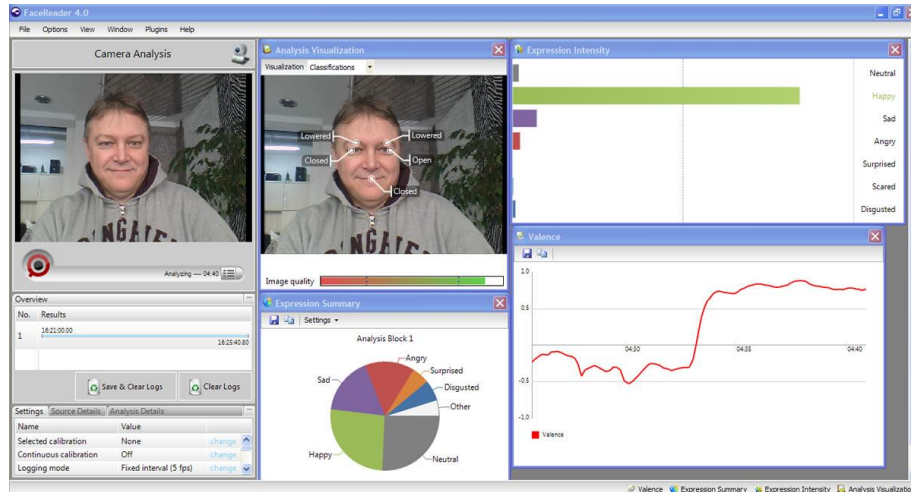 FaceReader 4.0
File Options View Window Plugins Help
Camera Analysis
Analyzing ---- 04:40
Overview
No. Results
1 16:21:00.00
16:25:40.80
Save & Clear Logs Clear Logs
Settings Source Details Analysis Details
Name Value
Selected calibration None change
Continuous calibration Off change
Logging mode Fixed interval (5 fps) change
Analysis Visualization
Visualization Classifications
Lowered Lowered
Closed Open
Closed
Image quality
Expression Summary
Settings
Analysis Block 1
Angry
Surprised
Sad
Disgusted
Other
Happy
Neutral
Expression Intensity
Neutral
Happy
Sad
Angry
Surprised
Scared
Disgusted
Valence
1.0
0.5
04:30 04:35 04:40
-0.5
-1.0
Valence
Valence Expression Summary Expression Intensity Analysis Visualizatio